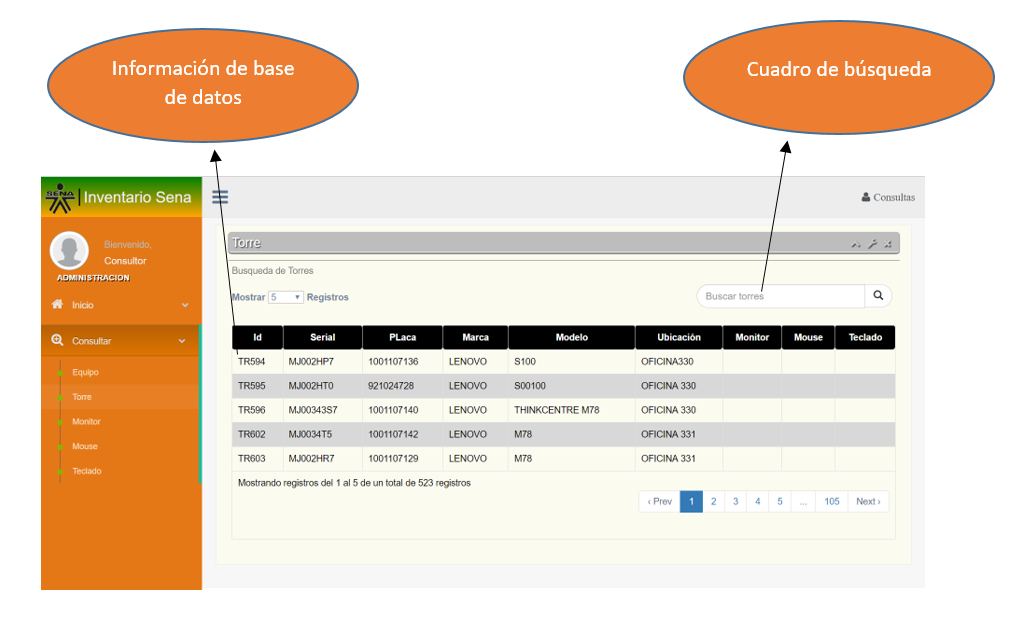 Información de base
de datos
Cuadro de búsqueda
SENA
Inventario Sena
Consultas
Bienvenido,
Consultor
ADMINISTRACION
Inicio
Consultar
Equipo
Torre
Monitor
Mouse
Teclado
Torre
Busqueda de Torres
Mostrar 5 Registros
Buscar torres
Id Serial PLaca Marca Modelo Ubicación Monitor Mouse Teclado
TR594 MJ002HP7 1001107136 LENOVO S100 OFICINA330
TR595 MJ002HT0 921024728 LENOVO S00100 OFICINA 330
TR596 MJ00343S7 1001107140 LENOVO THINKCENTRE M78 OFICINA 330
TR602 MJ0034T5 1001107142 LENOVO M78 OFICINA 331
TR603 MJ002HR7 1001107129 LENOVO M78 OFICINA 331
Mostrando registros del 1 al 5 de un total de 523 registros
‹ Prev 1 2 3 4 5 ... 105 Next ›